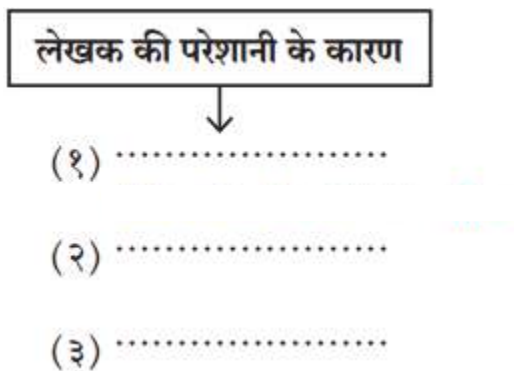 लेखक की परेशानी के कारण
(१) ......................
(२) ......................
(३) ......................